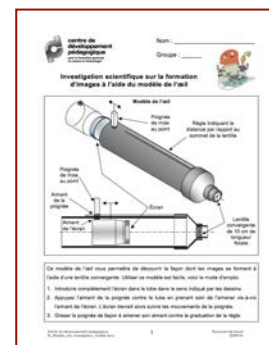 centre de
développement
pédagogique
Nom :
Groupe :
Investigation scientifique sur la formation
d'images à l'aide du modèle de l'œil
Modèle de l'œil
Poignée
de mise
au point
Règle indiquant la
distance par rapport au
sommet de la lentille
Poignée
de mise
au point
Aimant
de la
poignée
Écran
Aimant
de l'écran
Lentille
convergente
de 10 cm de
longueur
focale
Ce modèle de l'œil vous permettra de découvrir la façon dont les images se forment à
l'aide d'une lentille convergente. Utiliser ce modèle est facile, voici le mode d'emploi.
1. Introduire complètement l'écran dans le tube dans le sens indiqué par les dessins.
2. Appuyez l'aimant de la poignée contre le tube en prenant soin de l'amener vis-à-vis
l'aimant de l'écran. L'écran devrait alors suivre les mouvements de la poignée.
3. Glisser la poignée de façon à amener son aimant contre la graduation de la règle.
Centre de développement pédagogique
1